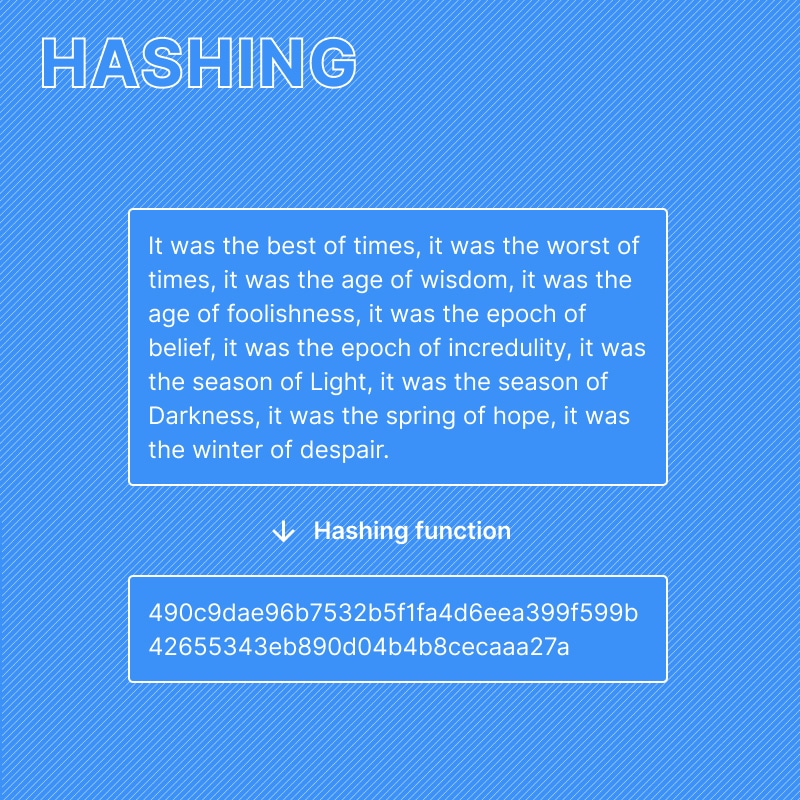 HASHING
It was the best of times, it was the worst of
times, it was the age of wisdom, it was the
age of foolishness, it was the epoch of
belief, it was the epoch of incredulity, it was
the season of Light, it was the season of
Darkness, it was the spring of hope, it was
the winter of despair.
Hashing function
490c9dae96b7532b5f1fa4d6eea399f599b
42655343eb890d04b4b8cecaaa27a